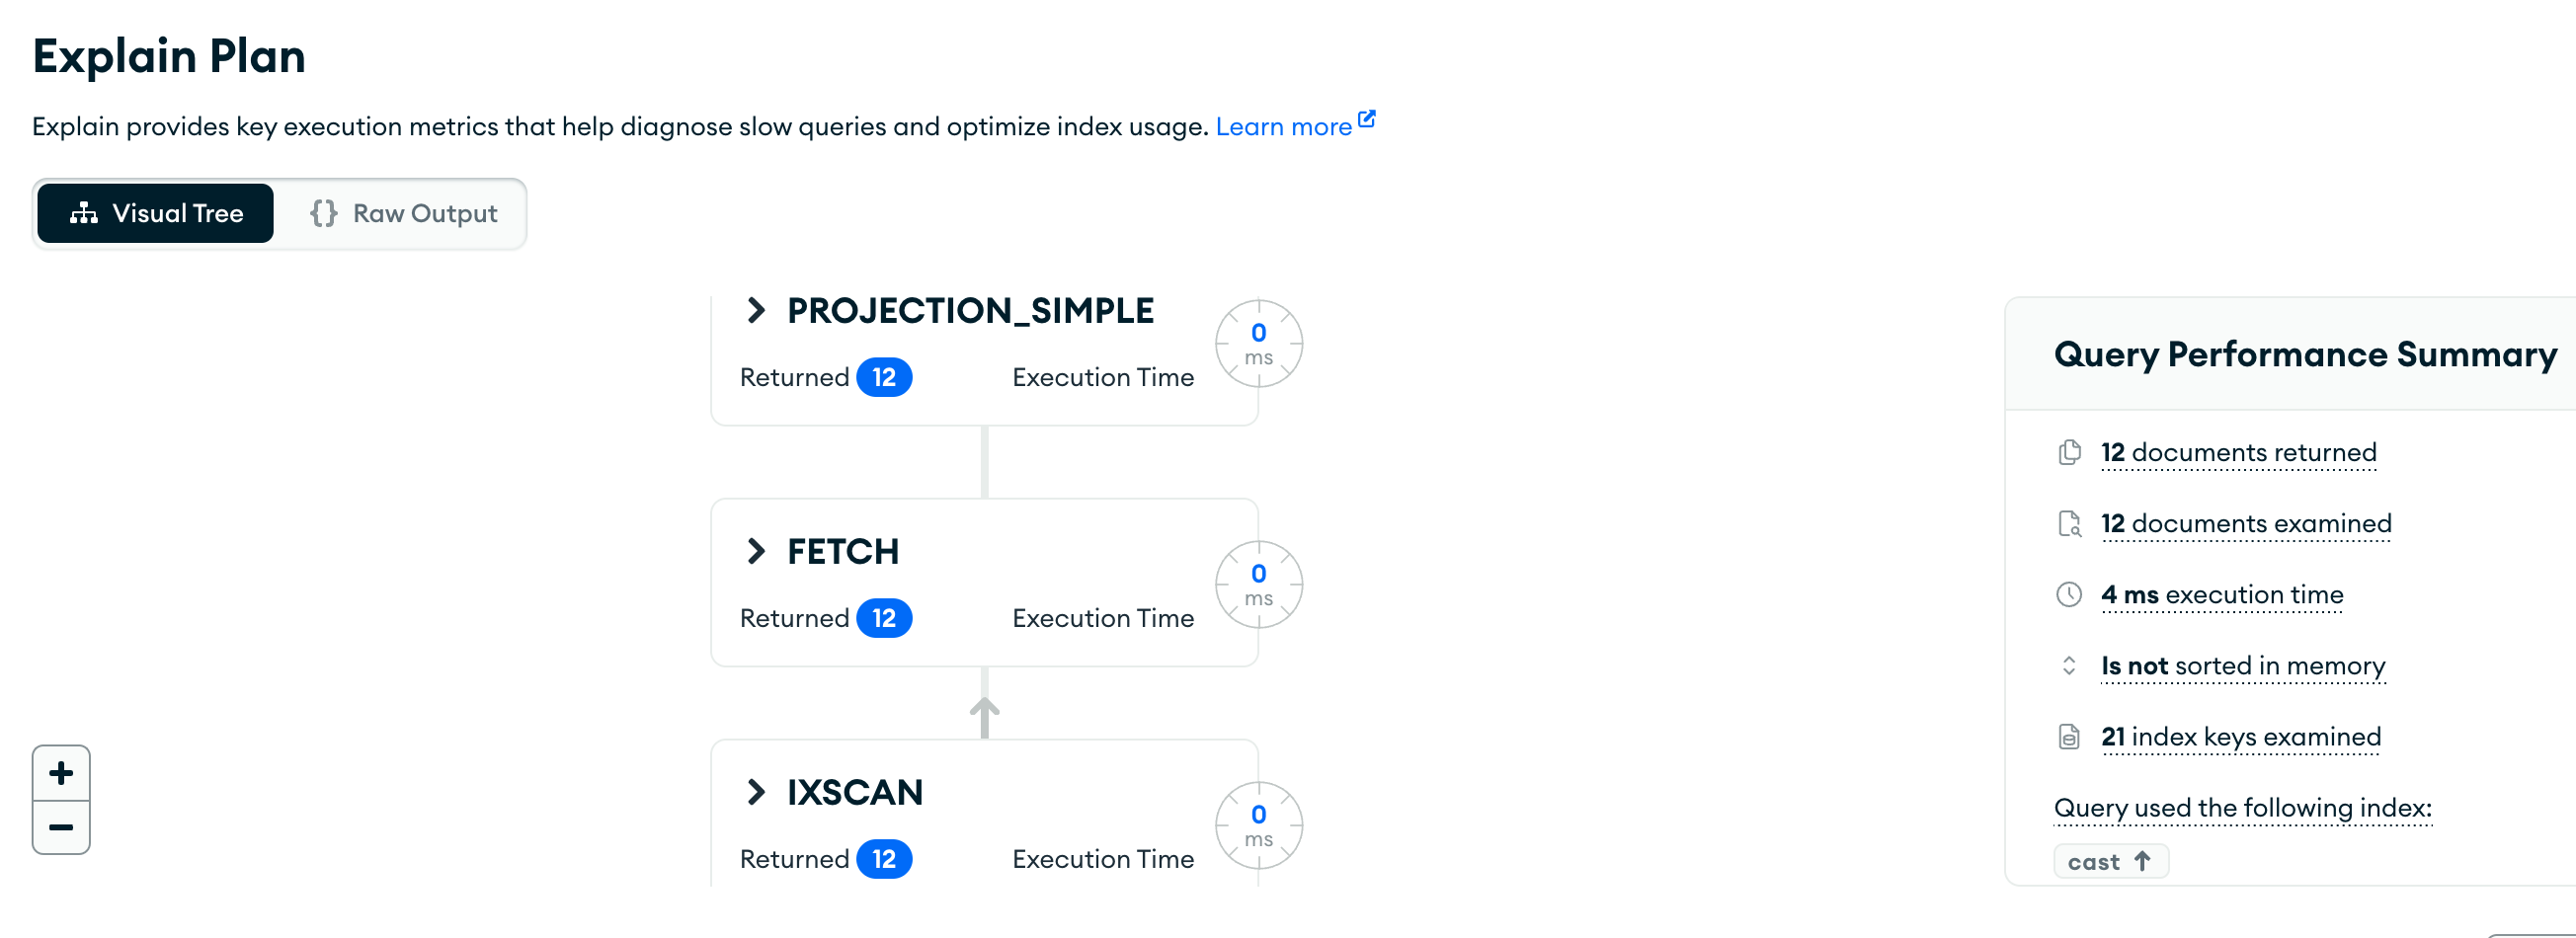 Explain Plan
Explain provides key execution metrics that help diagnose slow queries and optimize index usage. Learn more
Visual Tree
{} Raw Output
PROJECTION_SIMPLE
Returned 12 Execution Time
0
ms
FETCH
Returned 12 Execution Time
0
ms
IXSCAN
Returned 12 Execution Time
0
ms
Query Performance Summary
12 documents returned
12 documents examined
4 ms execution time
Is not sorted in memory
21 index keys examined
Query used the following index:
cast ↑